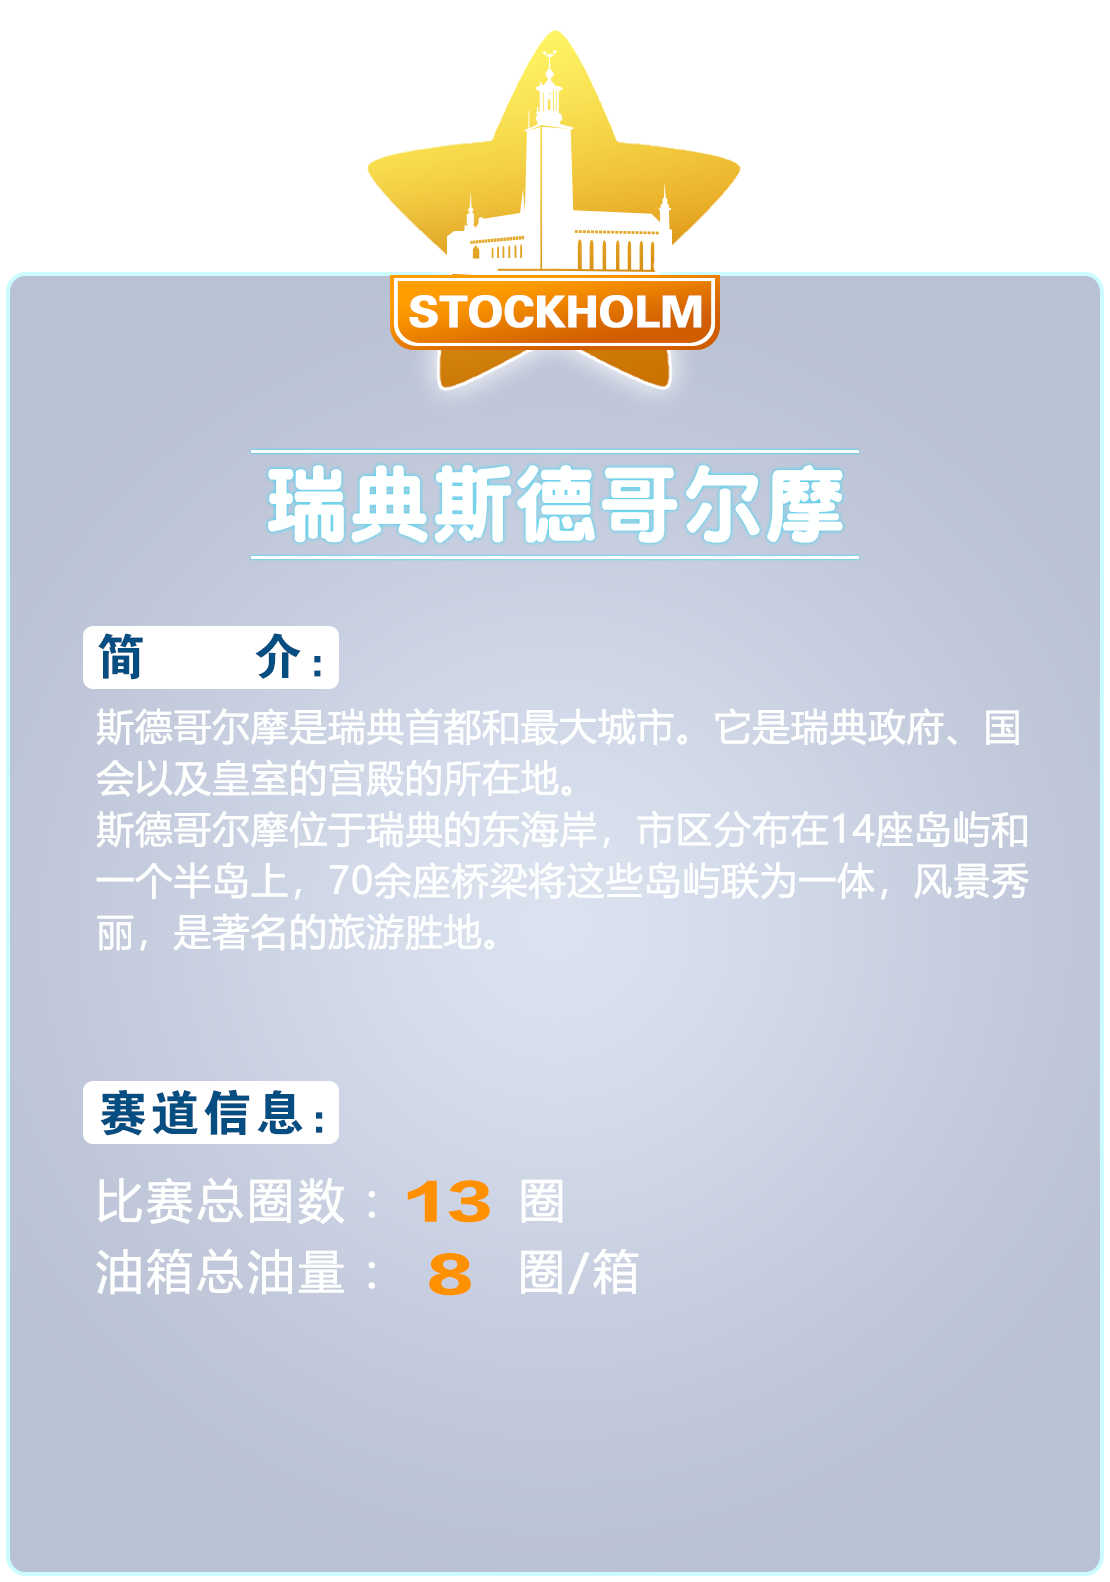 STOCKHOLM
瑞典斯德哥尔摩
简 介：
斯德哥尔摩是瑞典首都和最大城市。它是瑞典政府、国
会以及皇室的宫殿的所在地。
斯德哥尔摩位于瑞典的东海岸，市区分布在14座岛屿和
一个半岛上，70余座桥梁将这些岛屿联为一体，风景秀
丽，是著名的旅游胜地。
赛道信息：
比赛总圈数：13 圈
油箱总油量： 8 圈/箱